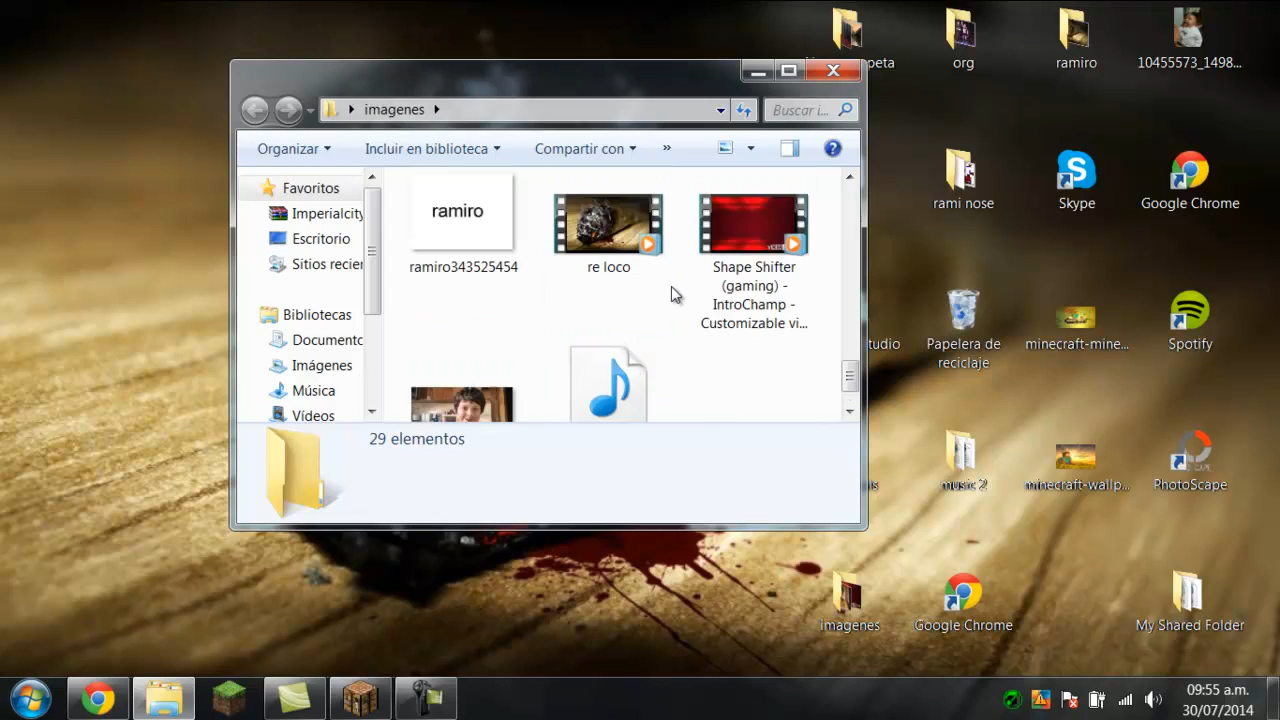 eta
org
ramiro
10455573_1498...
imagenes
Buscar i...
Organizar
Incluir en biblioteca
Compartir con
»
Favoritos
Imperialcity
Escritorio
Sitios recier
Bibliotecas
Documento
Imágenes
Música
Vídeos
ramiro
ramiro343525454
re loco
Shape Shifter
(gaming) -
IntroChamp -
Customizable vi...
29 elementos
rami nose
Skype
Google Chrome
tudio
Papelera de
reciclaje
minecraft-mine...
Spotify
music 2
minecraft-wallp...
PhotoScape
imagenes
Google Chrome
My Shared Folder
09:55 a.m.
30/07/2014